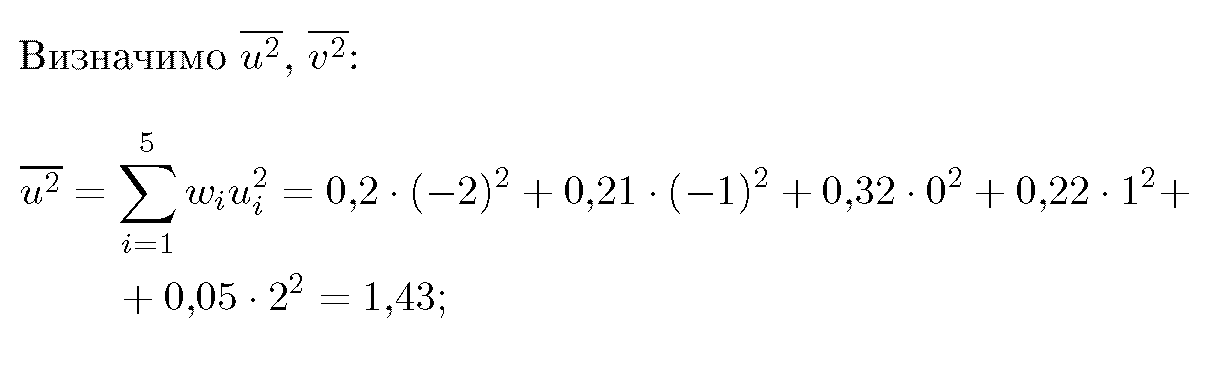 Визначимо $\overline{u^2}$, $\overline{v^2}$:
$\overline{u^2} = \sum_{i=1}^{5} w_i u_i^2 = 0{,}2 \cdot (-2)^2 + 0{,}21 \cdot (-1)^2 + 0{,}32 \cdot 0^2 + 0{,}22 \cdot 1^2 +$
$+ 0{,}05 \cdot 2^2 = 1{,}43;$